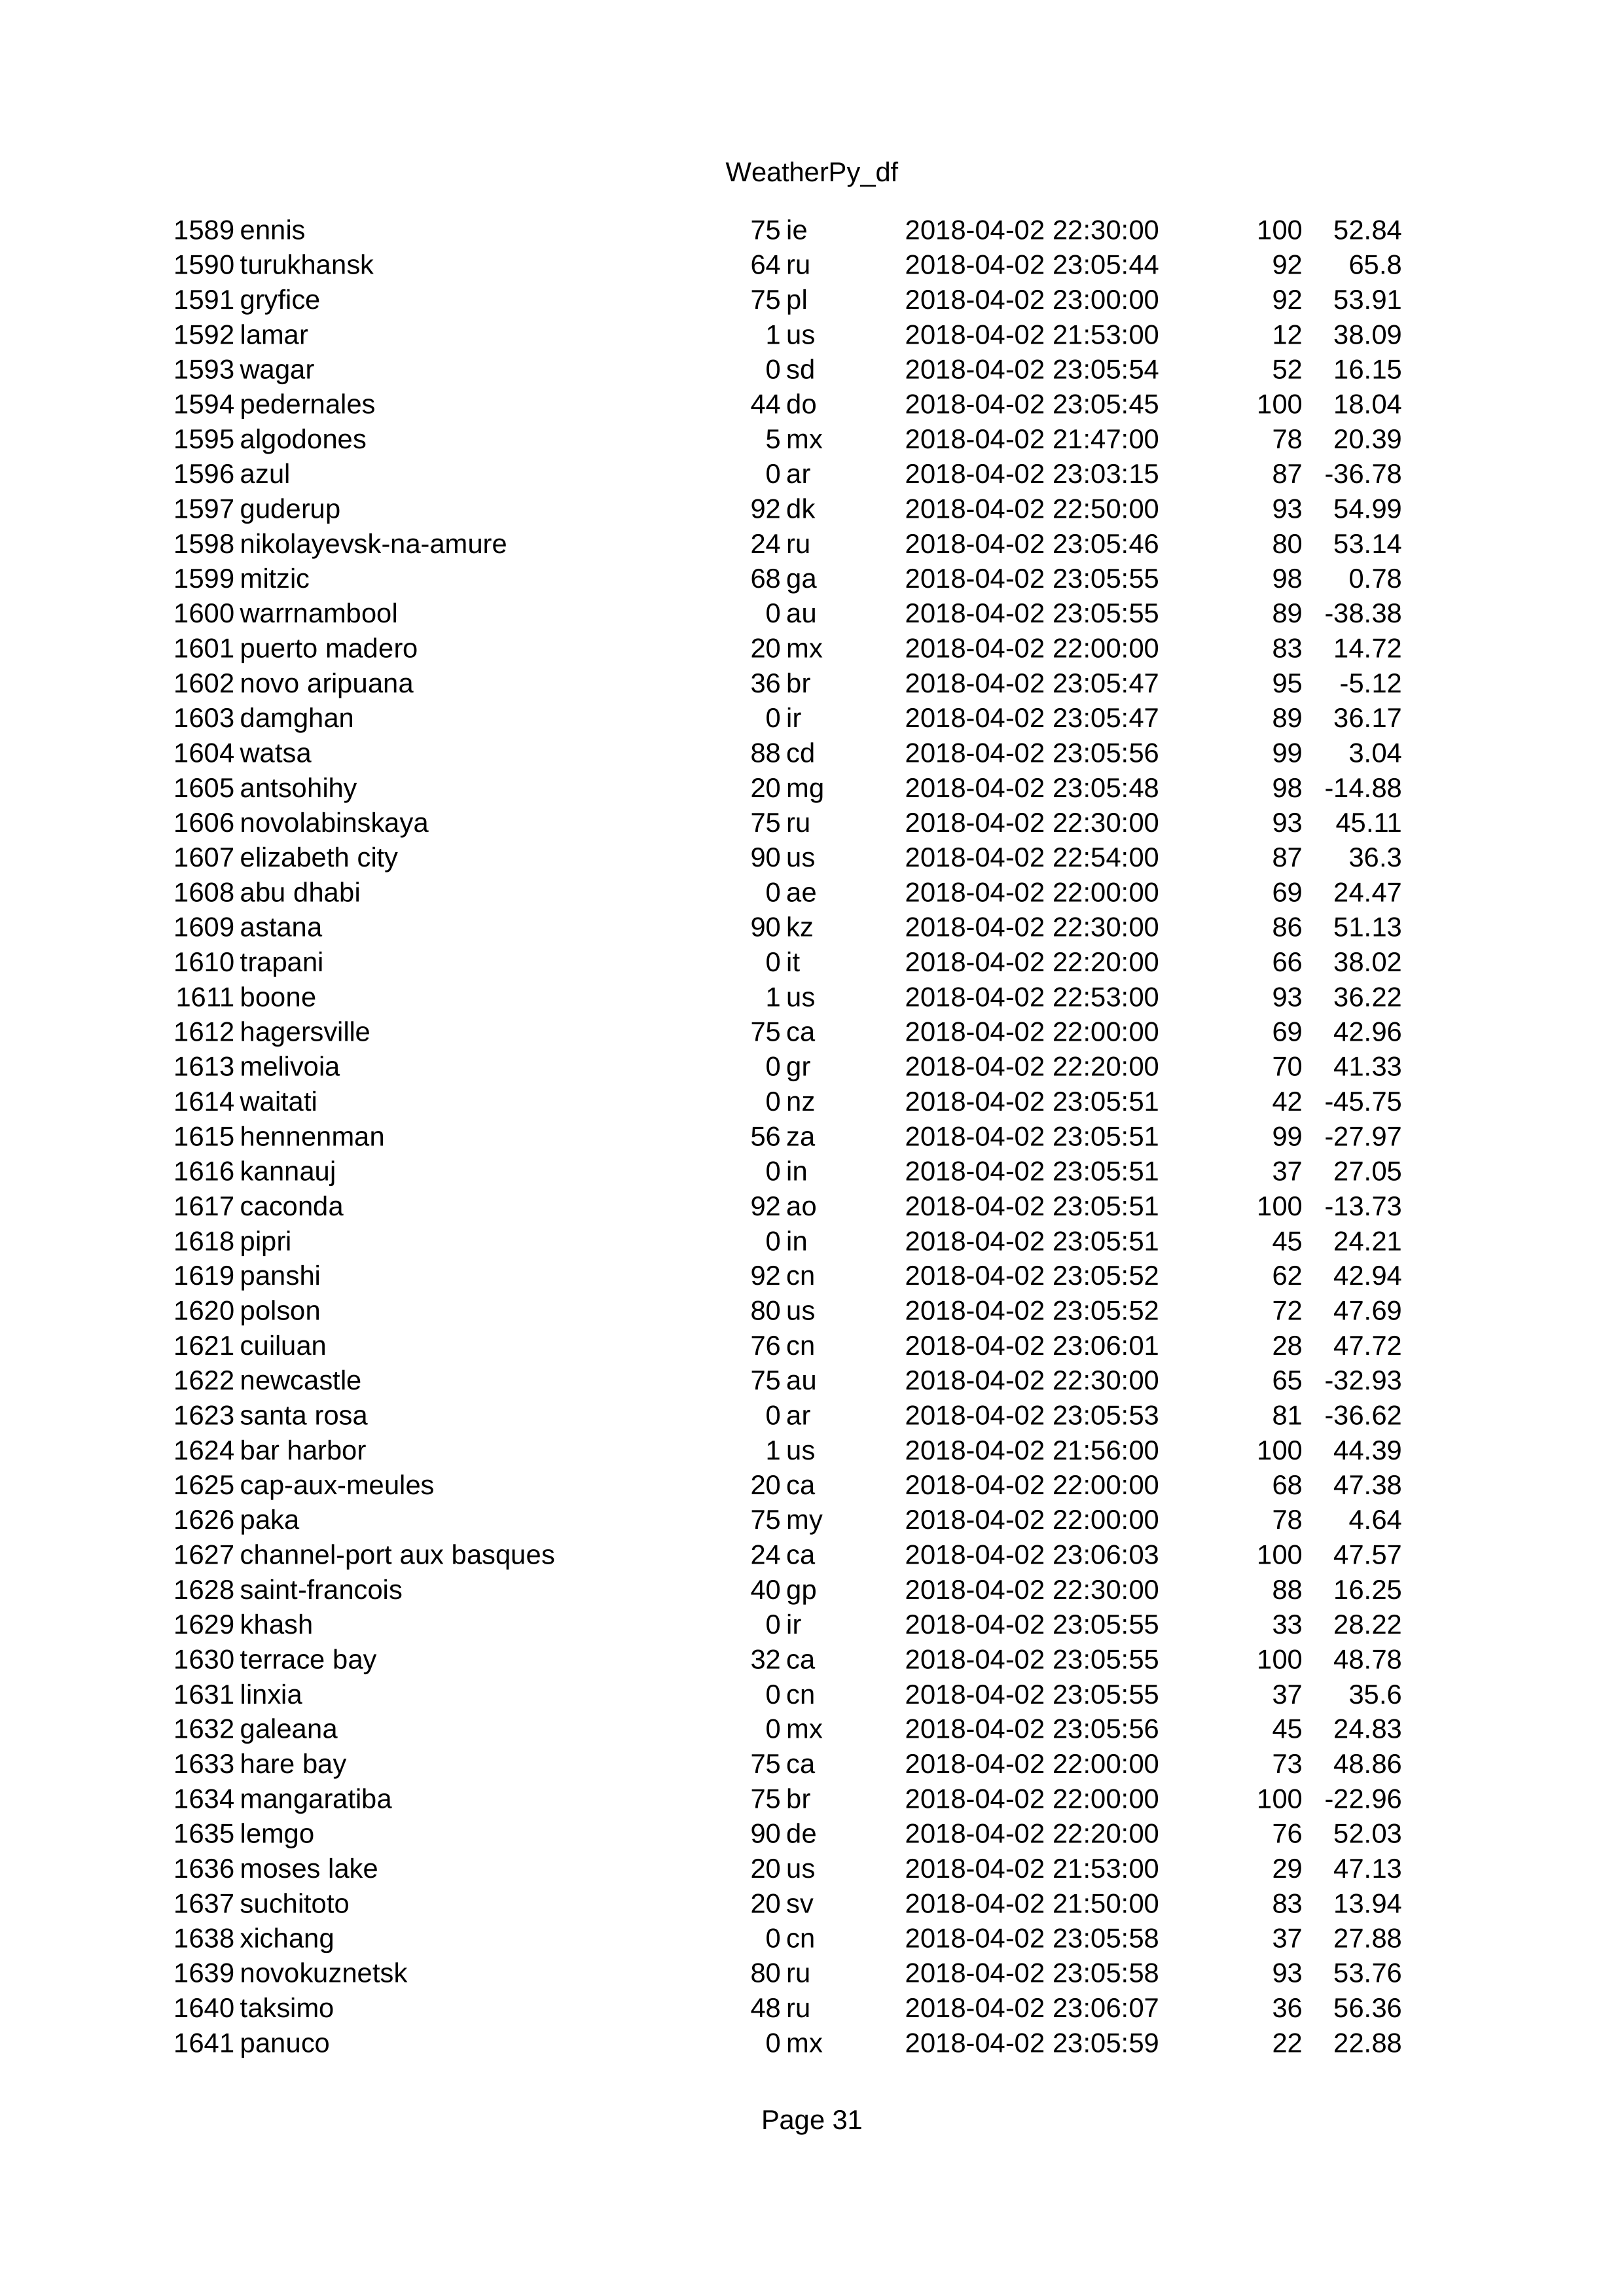 WeatherPy_df
1589 ennis 75 ie 2018-04-02 22:30:00 100 52.84
1590 turukhansk 64 ru 2018-04-02 23:05:44 92 65.8
1591 gryfice 75 pl 2018-04-02 23:00:00 92 53.91
1592 lamar 1 us 2018-04-02 21:53:00 12 38.09
1593 wagar 0 sd 2018-04-02 23:05:54 52 16.15
1594 pedernales 44 do 2018-04-02 23:05:45 100 18.04
1595 algodones 5 mx 2018-04-02 21:47:00 78 20.39
1596 azul 0 ar 2018-04-02 23:03:15 87 -36.78
1597 guderup 92 dk 2018-04-02 22:50:00 93 54.99
1598 nikolayevsk-na-amure 24 ru 2018-04-02 23:05:46 80 53.14
1599 mitzic 68 ga 2018-04-02 23:05:55 98 0.78
1600 warrnambool 0 au 2018-04-02 23:05:55 89 -38.38
1601 puerto madero 20 mx 2018-04-02 22:00:00 83 14.72
1602 novo aripuana 36 br 2018-04-02 23:05:47 95 -5.12
1603 damghan 0 ir 2018-04-02 23:05:47 89 36.17
1604 watsa 88 cd 2018-04-02 23:05:56 99 3.04
1605 antsohihy 20 mg 2018-04-02 23:05:48 98 -14.88
1606 novolabinskaya 75 ru 2018-04-02 22:30:00 93 45.11
1607 elizabeth city 90 us 2018-04-02 22:54:00 87 36.3
1608 abu dhabi 0 ae 2018-04-02 22:00:00 69 24.47
1609 astana 90 kz 2018-04-02 22:30:00 86 51.13
1610 trapani 0 it 2018-04-02 22:20:00 66 38.02
1611 boone 1 us 2018-04-02 22:53:00 93 36.22
1612 hagersville 75 ca 2018-04-02 22:00:00 69 42.96
1613 melivoia 0 gr 2018-04-02 22:20:00 70 41.33
1614 waitati 0 nz 2018-04-02 23:05:51 42 -45.75
1615 hennenman 56 za 2018-04-02 23:05:51 99 -27.97
1616 kannauj 0 in 2018-04-02 23:05:51 37 27.05
1617 caconda 92 ao 2018-04-02 23:05:51 100 -13.73
1618 pipri 0 in 2018-04-02 23:05:51 45 24.21
1619 panshi 92 cn 2018-04-02 23:05:52 62 42.94
1620 polson 80 us 2018-04-02 23:05:52 72 47.69
1621 cuiluan 76 cn 2018-04-02 23:06:01 28 47.72
1622 newcastle 75 au 2018-04-02 22:30:00 65 -32.93
1623 santa rosa 0 ar 2018-04-02 23:05:53 81 -36.62
1624 bar harbor 1 us 2018-04-02 21:56:00 100 44.39
1625 cap-aux-meules 20 ca 2018-04-02 22:00:00 68 47.38
1626 paka 75 my 2018-04-02 22:00:00 78 4.64
1627 channel-port aux basques 24 ca 2018-04-02 23:06:03 100 47.57
1628 saint-francois 40 gp 2018-04-02 22:30:00 88 16.25
1629 khash 0 ir 2018-04-02 23:05:55 33 28.22
1630 terrace bay 32 ca 2018-04-02 23:05:55 100 48.78
1631 linxia 0 cn 2018-04-02 23:05:55 37 35.6
1632 galeana 0 mx 2018-04-02 23:05:56 45 24.83
1633 hare bay 75 ca 2018-04-02 22:00:00 73 48.86
1634 mangaratiba 75 br 2018-04-02 22:00:00 100 -22.96
1635 lemgo 90 de 2018-04-02 22:20:00 76 52.03
1636 moses lake 20 us 2018-04-02 21:53:00 29 47.13
1637 suchitoto 20 sv 2018-04-02 21:50:00 83 13.94
1638 xichang 0 cn 2018-04-02 23:05:58 37 27.88
1639 novokuznetsk 80 ru 2018-04-02 23:05:58 93 53.76
1640 taksimo 48 ru 2018-04-02 23:06:07 36 56.36
1641 panuco 0 mx 2018-04-02 23:05:59 22 22.88
Page 31